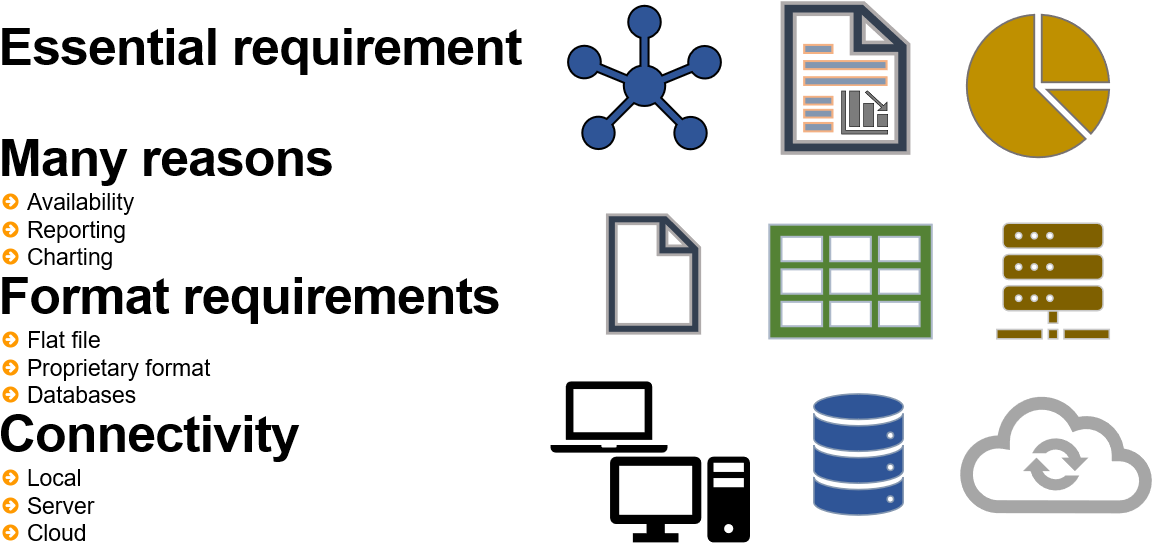 Essential requirement
Many reasons
Availability
Reporting
Charting
Format requirements
Flat file
Proprietary format
Databases
Connectivity
Local
Server
Cloud